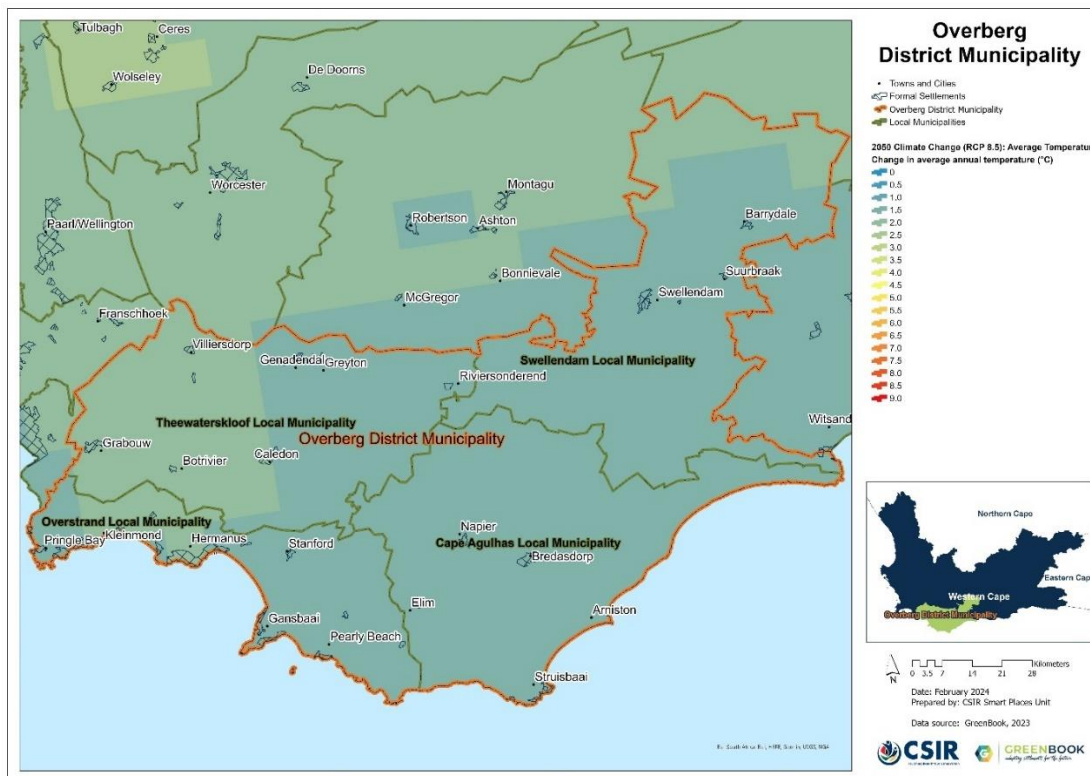 Overberg
District Municipality
Towns and Cities
Formal Settlements
Overberg District Municipality
Local Municipalities
2050 Climate Change (RCP 8.5): Average Temperatur
Change in average annual temperature (°C)
0
0.5
1.0
1.5
2.0
2.5
3.0
3.5
4.0
4.5
5.0
5.5
6.0
6.5
7.0
7.5
8.0
8.5
9.0
Tulbagh
Ceres
Wolseley
De Doorns
Worcester
Montagu
Paarl/Wellington
Robertson
Ashton
Barrydale
Bonnievale
Suurbraak
McGregor
Swellendam
Franschhoek
Villiersdorp
Genadendal
Greyton
Swellendam Local Municipality
Riviersonderend
Theewaterskloof Local Municipality
Witsand
Overberg District Municipality
Grabouw
Botrivier
Caledon
Overstrand Local Municipality
Kleinmond
Pringle Bay
Hermanus
Stanford
Napier
Cape Agulhas Local Municipality
Bredasdorp
Elim
Arniston
Gansbaai
Pearly Beach
Struisbaai
Northern Cape
Eastern Cap
Western Cape
Overberg District Municipality
N
Kilometers
0 3.5 7 14 21 28
Date: February 2024
Prepared by: CSIR Smart Places Unit
Data source: GreenBook, 2023
CSIR
GREENBOOK